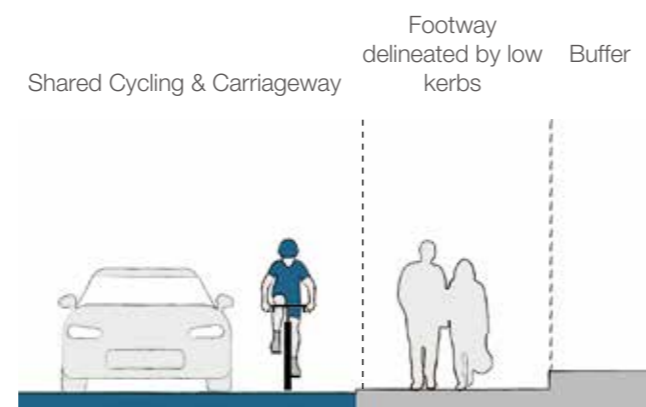 Shared Cycling & Carriageway
Footway
delineated by low
kerbs
Buffer